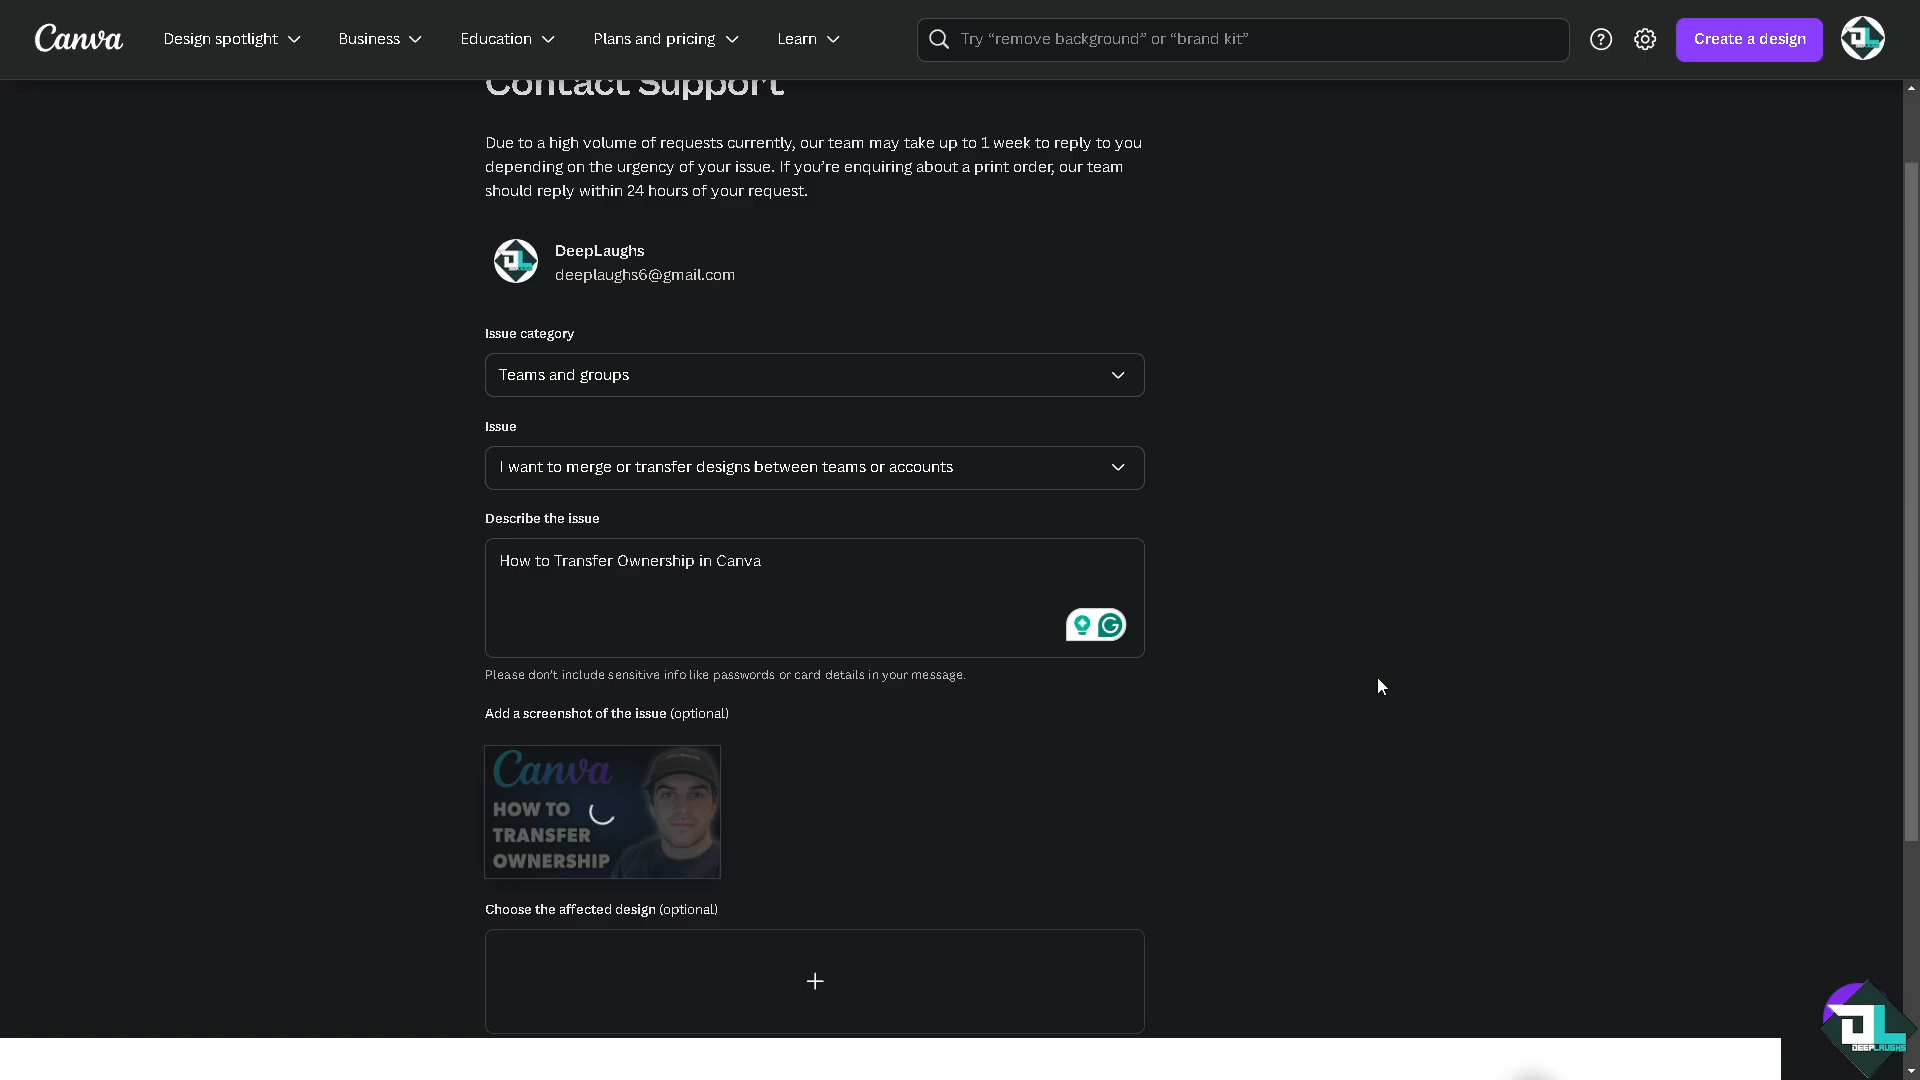 Canva
Design spotlight
Business
Education
Plans and pricing
Learn
Try “remove background” or “brand kit”
Create a design
Contact Support
Due to a high volume of requests currently, our team may take up to 1 week to reply to you
depending on the urgency of your issue. If you’re enquiring about a print order, our team
should reply within 24 hours of your request.
DeepLaughs
deeplaughs6@gmail.com
Issue category
Teams and groups
Issue
I want to merge or transfer designs between teams or accounts
Describe the issue
How to Transfer Ownership in Canva
Please don’t include sensitive info like passwords or card details in your message.
Add a screenshot of the issue (optional)
Canva
HOW TO
TRANSFER
OWNERSHIP
Choose the affected design (optional)
DL
DEEPLAUGHS